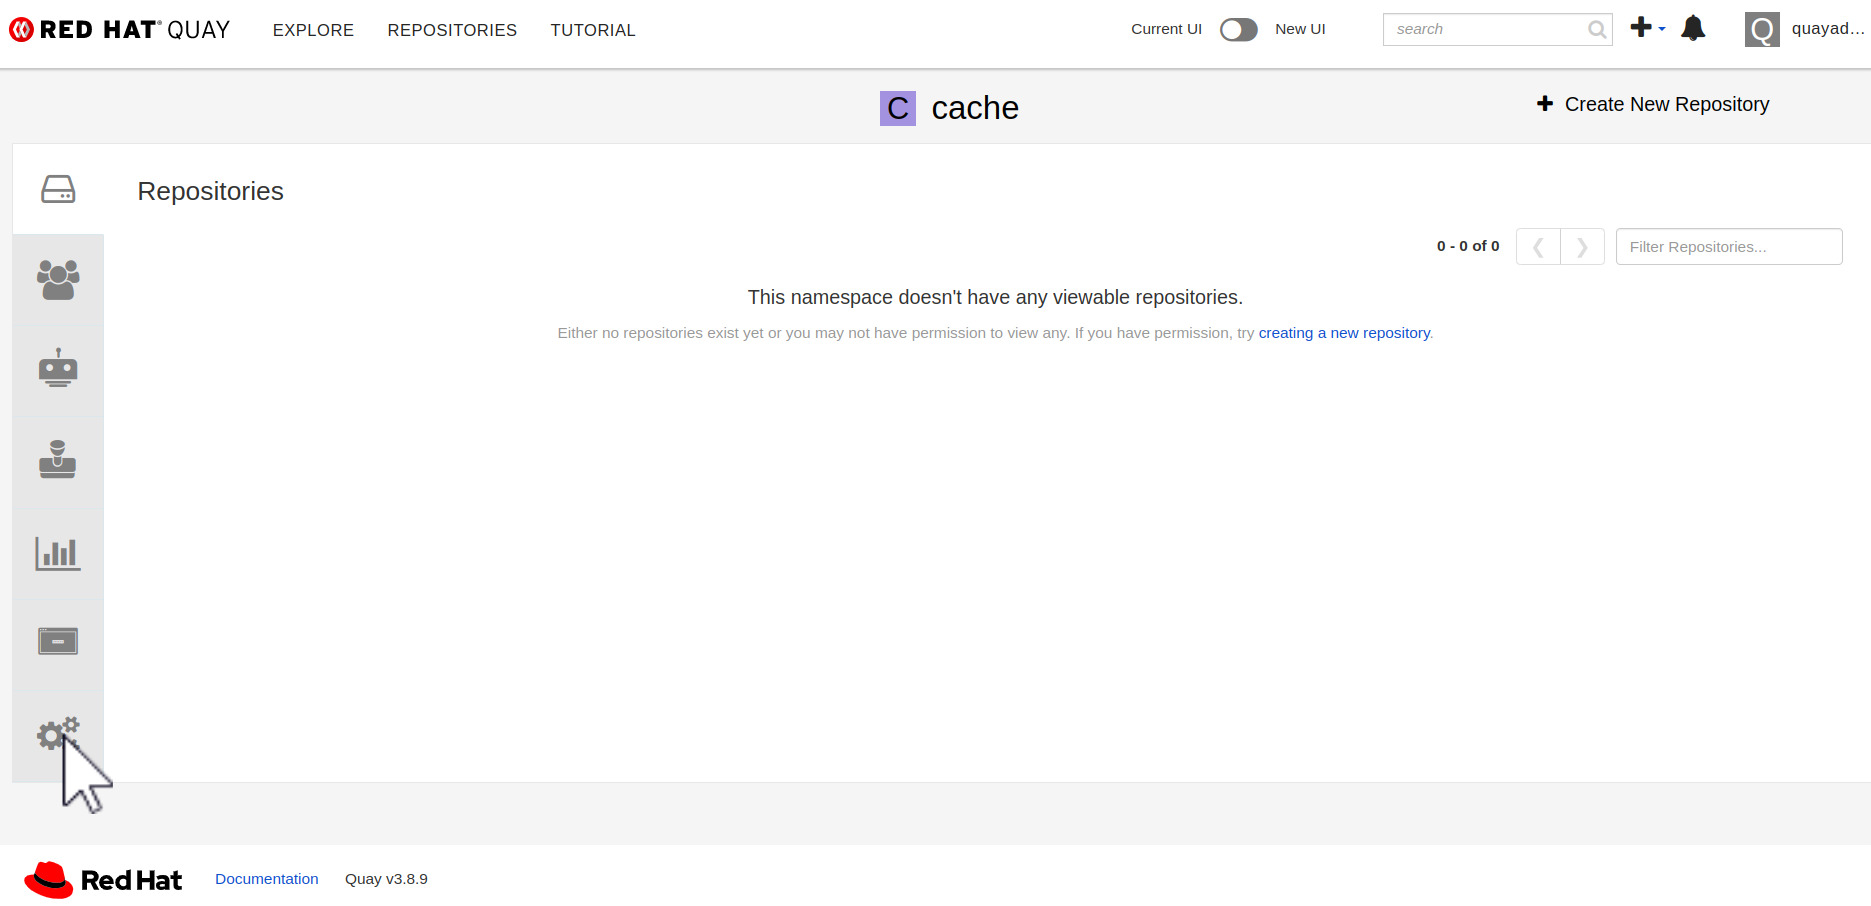 RED HAT® QUAY EXPLORE REPOSITORIES TUTORIAL Current UI New UI search Q quayad...
C cache Create New Repository
Repositories
0 - 0 of 0 Filter Repositories...
This namespace doesn't have any viewable repositories.
Either no repositories exist yet or you may not have permission to view any. If you have permission, try creating a new repository.
Red Hat Documentation Quay v3.8.9